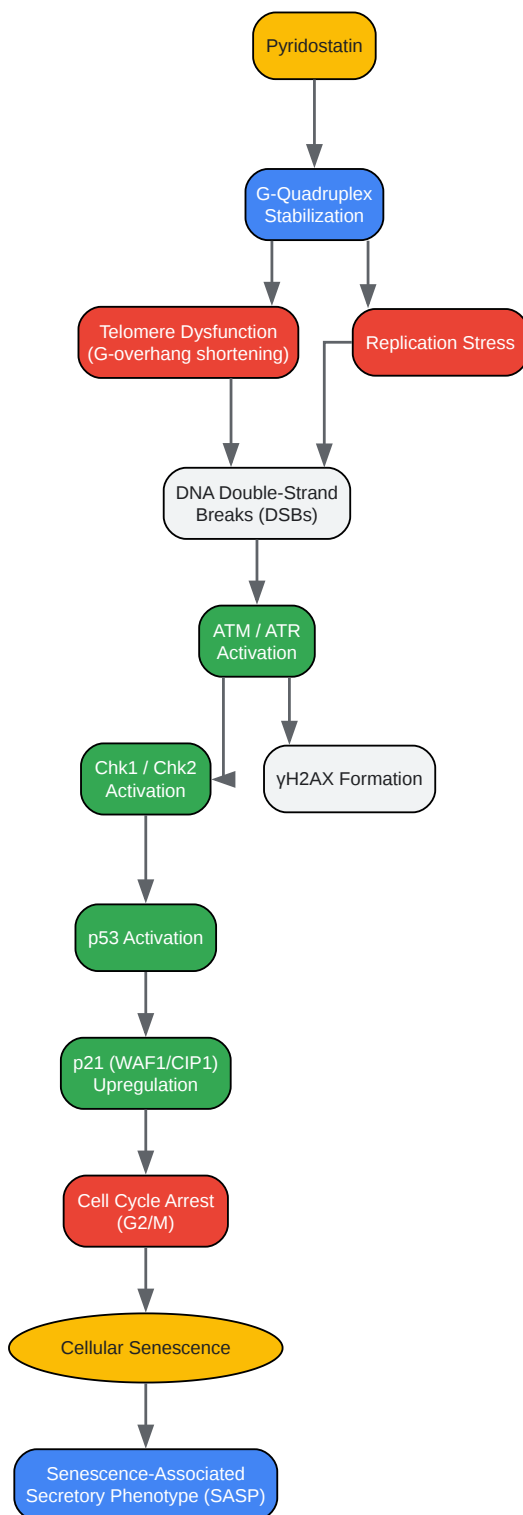 Pyridostatin
G-Quadruplex
Stabilization
Telomere Dysfunction
(G-overhang shortening)
Replication Stress
DNA Double-Strand
Breaks (DSBs)
ATM / ATR
Activation
Chk1 / Chk2
Activation
γH2AX Formation
p53 Activation
p21 (WAF1/CIP1)
Upregulation
Cell Cycle Arrest
(G2/M)
Cellular Senescence
Senescence-Associated
Secretory Phenotype (SASP)